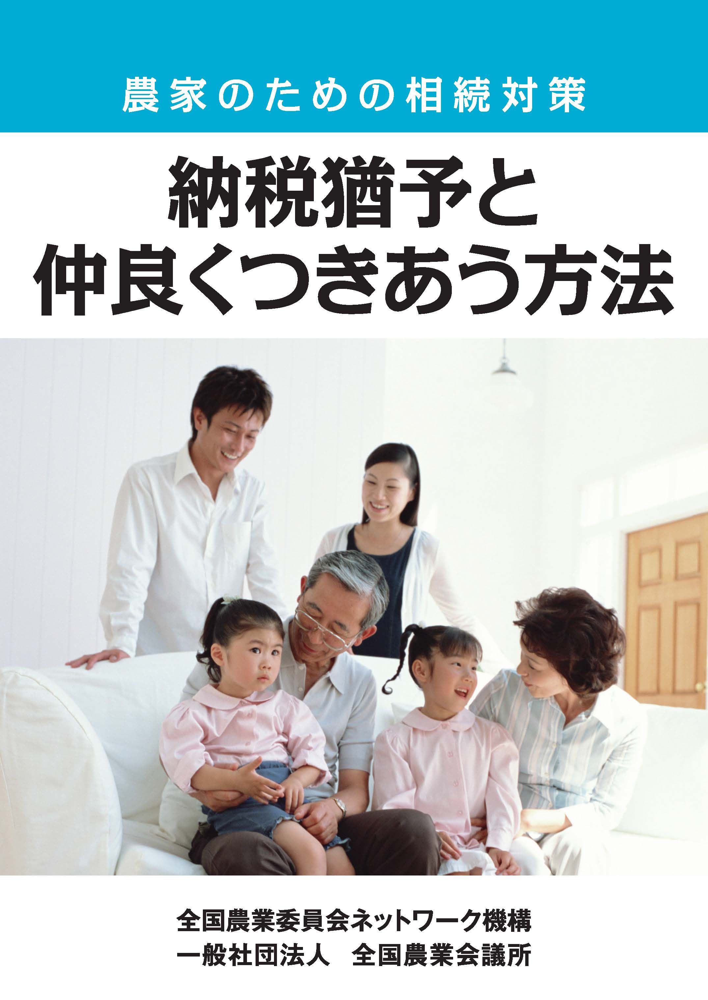 農家のための相続対策
納税猶予と
仲良くつきあう方法
全国農業委員会ネットワーク機構
一般社団法人　全国農業会議所